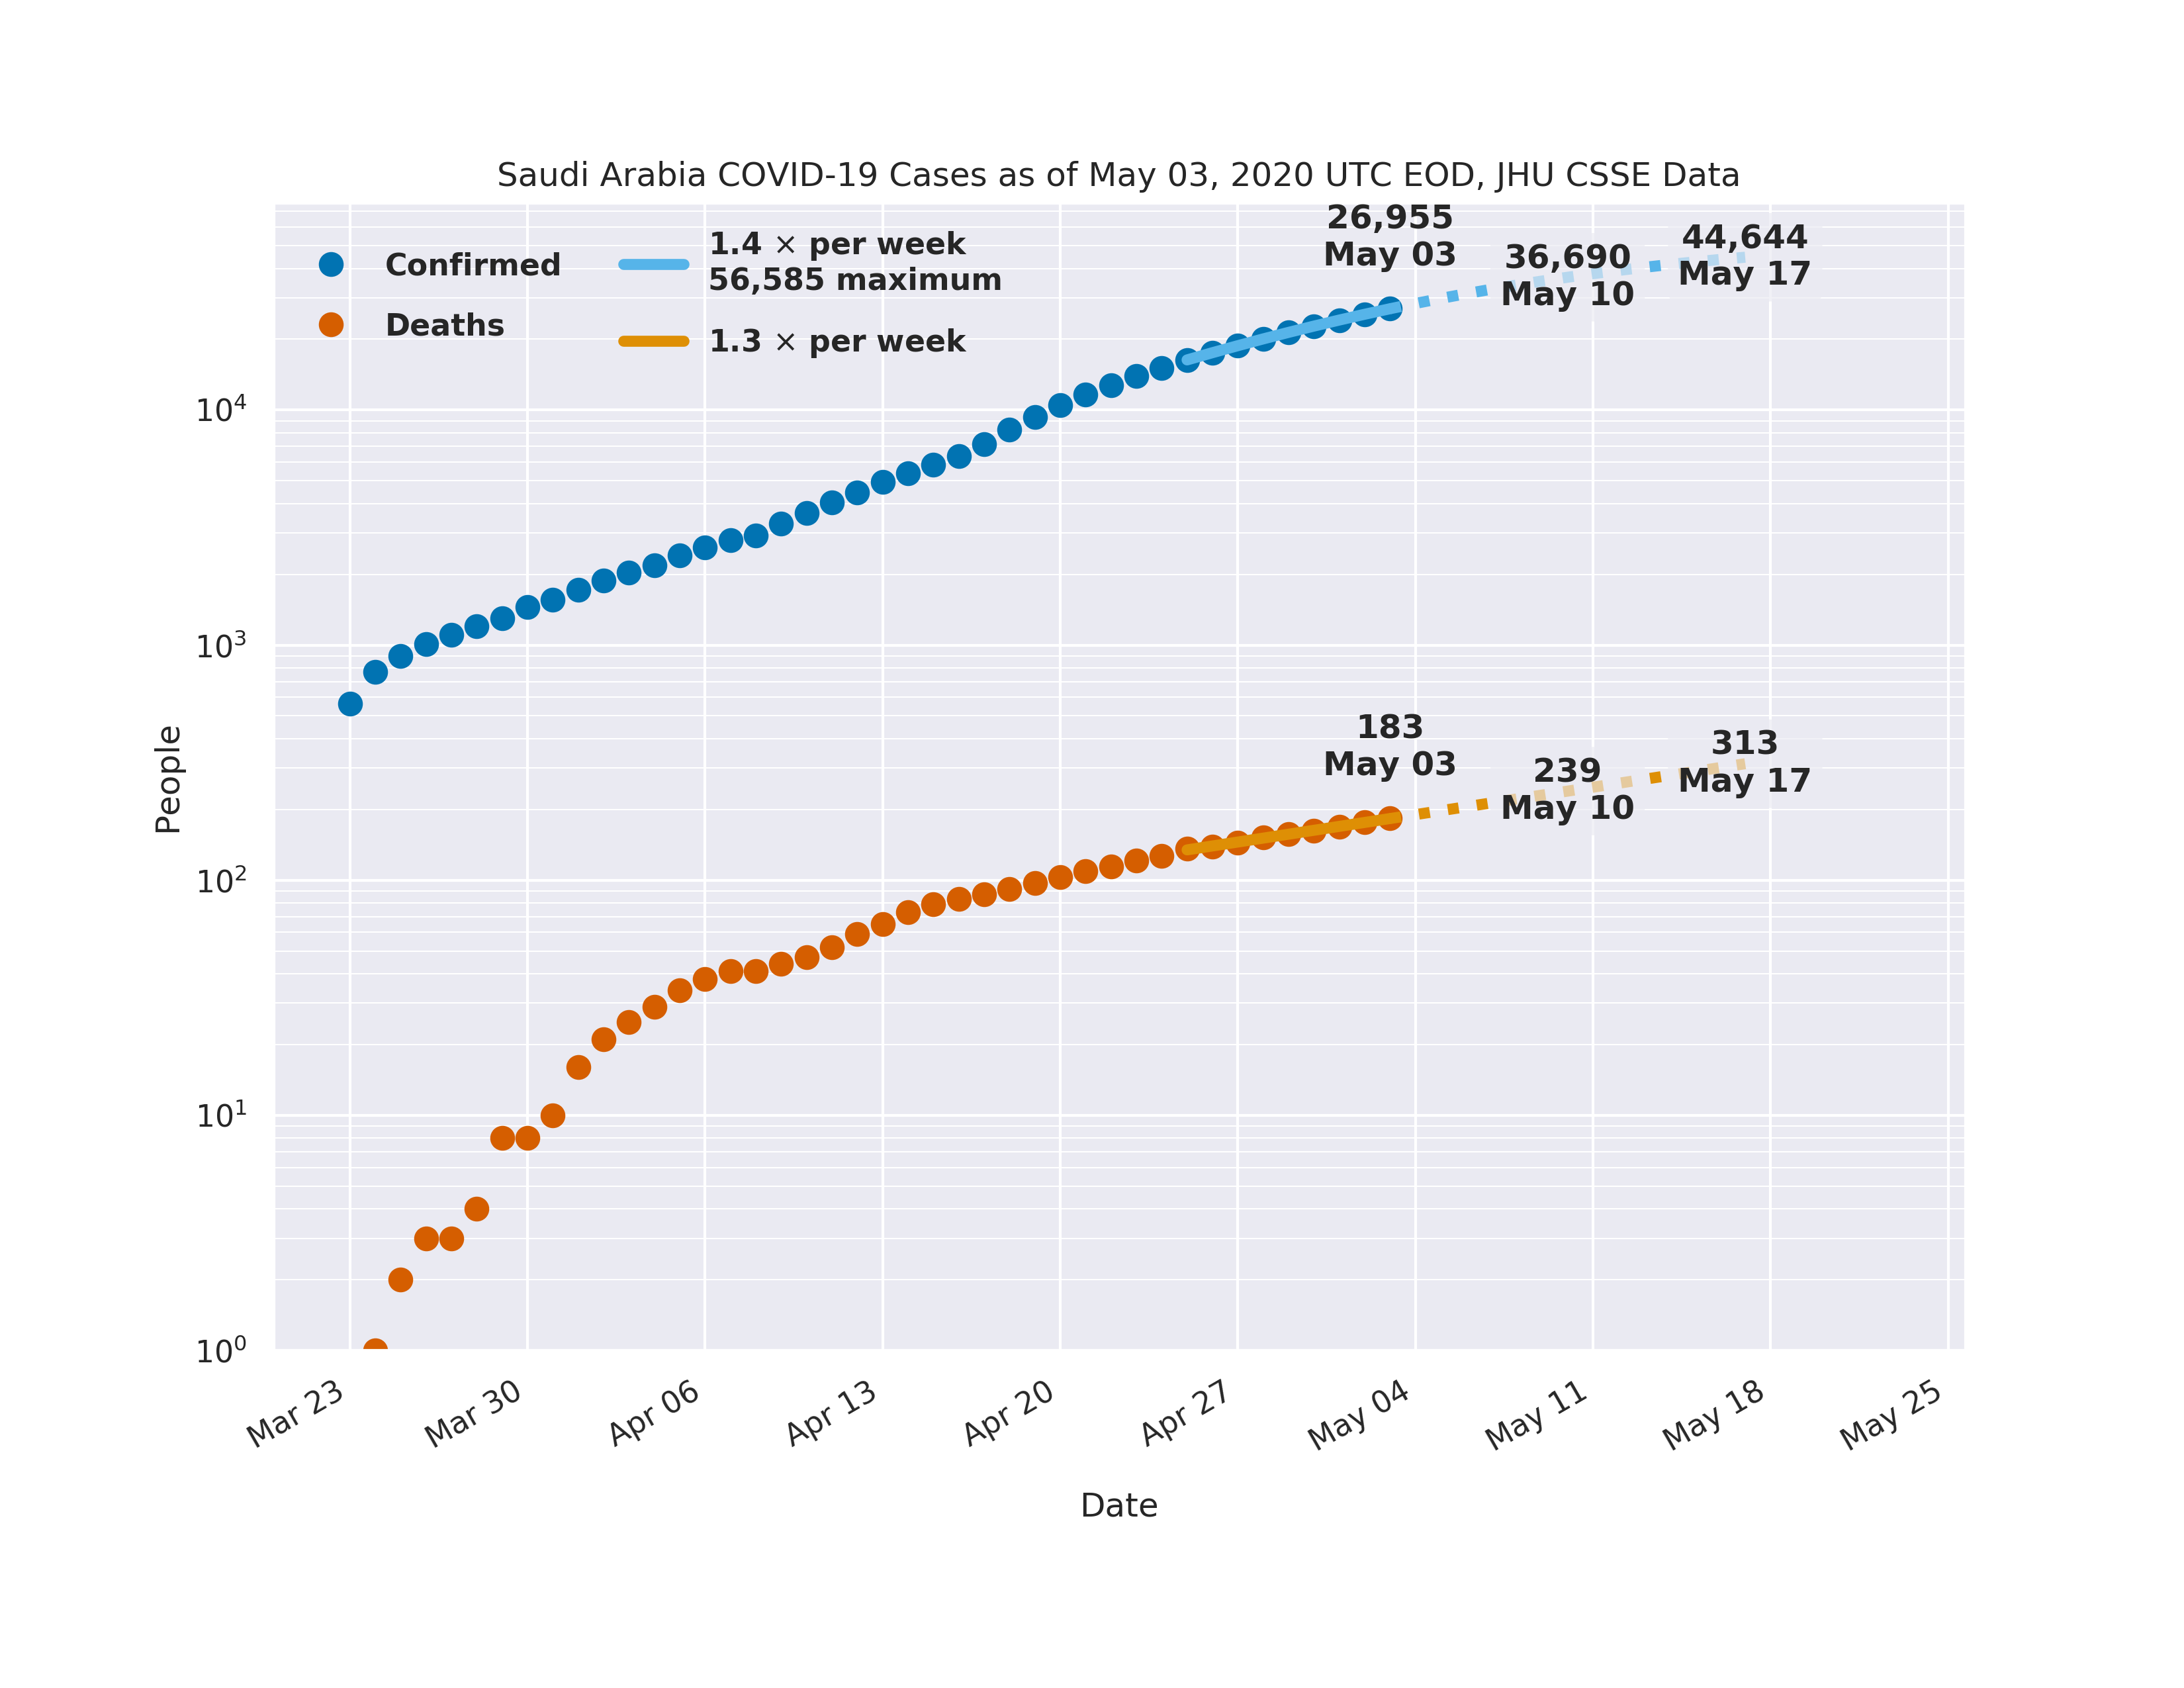 Saudi Arabia COVID-19 Cases as of May 03, 2020 UTC EOD, JHU CSSE Data
Confirmed
Deaths
1.4 × per week
56,585 maximum
1.3 × per week
26,955
May 03
36,690
May 10
44,644
May 17
183
May 03
239
May 10
313
May 17
People
10⁴
10³
10²
10¹
10⁰
Mar 23
Mar 30
Apr 06
Apr 13
Apr 20
Apr 27
May 04
May 11
May 18
May 25
Date